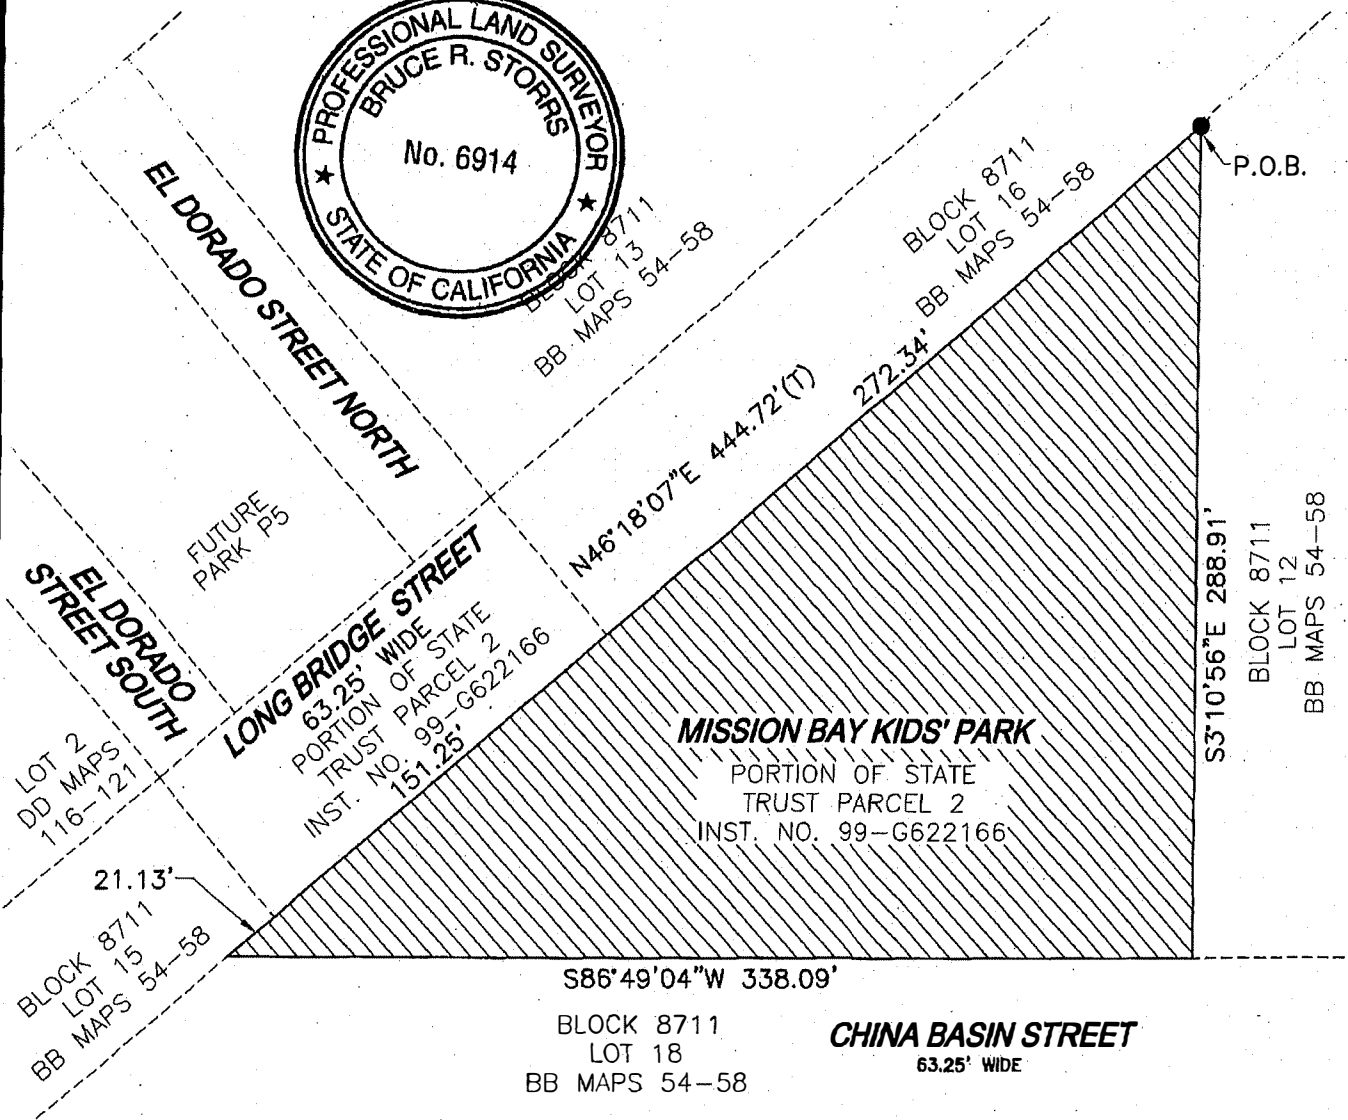 PROFESSIONAL LAND SURVEYOR
BRUCE R. STORRS
No. 6914
STATE OF CALIFORNIA
EL DORADO STREET NORTH
BLOCK 8711
LOT 13
BB MAPS 54-58
BLOCK 8711
LOT 16
BB MAPS 54-58
P.O.B.
N46°18'07"E 444.72'(T)
272.34'
FUTURE
PARK P5
EL DORADO
STREET SOUTH
LONG BRIDGE STREET
63.25' WIDE
PORTION OF STATE
TRUST PARCEL 2
INST. NO. 99-G622166
151.25'
S3°10'56"E 288.91'
BLOCK 8711
LOT 12
BB MAPS 54-58
MISSION BAY KIDS' PARK
PORTION OF STATE
TRUST PARCEL 2
INST. NO. 99-G622166
LOT 2
DD MAPS
116-121
21.13'
BLOCK 8711
LOT 15
BB MAPS 54-58
S86°49'04"W 338.09'
BLOCK 8711
LOT 18
BB MAPS 54-58
CHINA BASIN STREET
63.25' WIDE